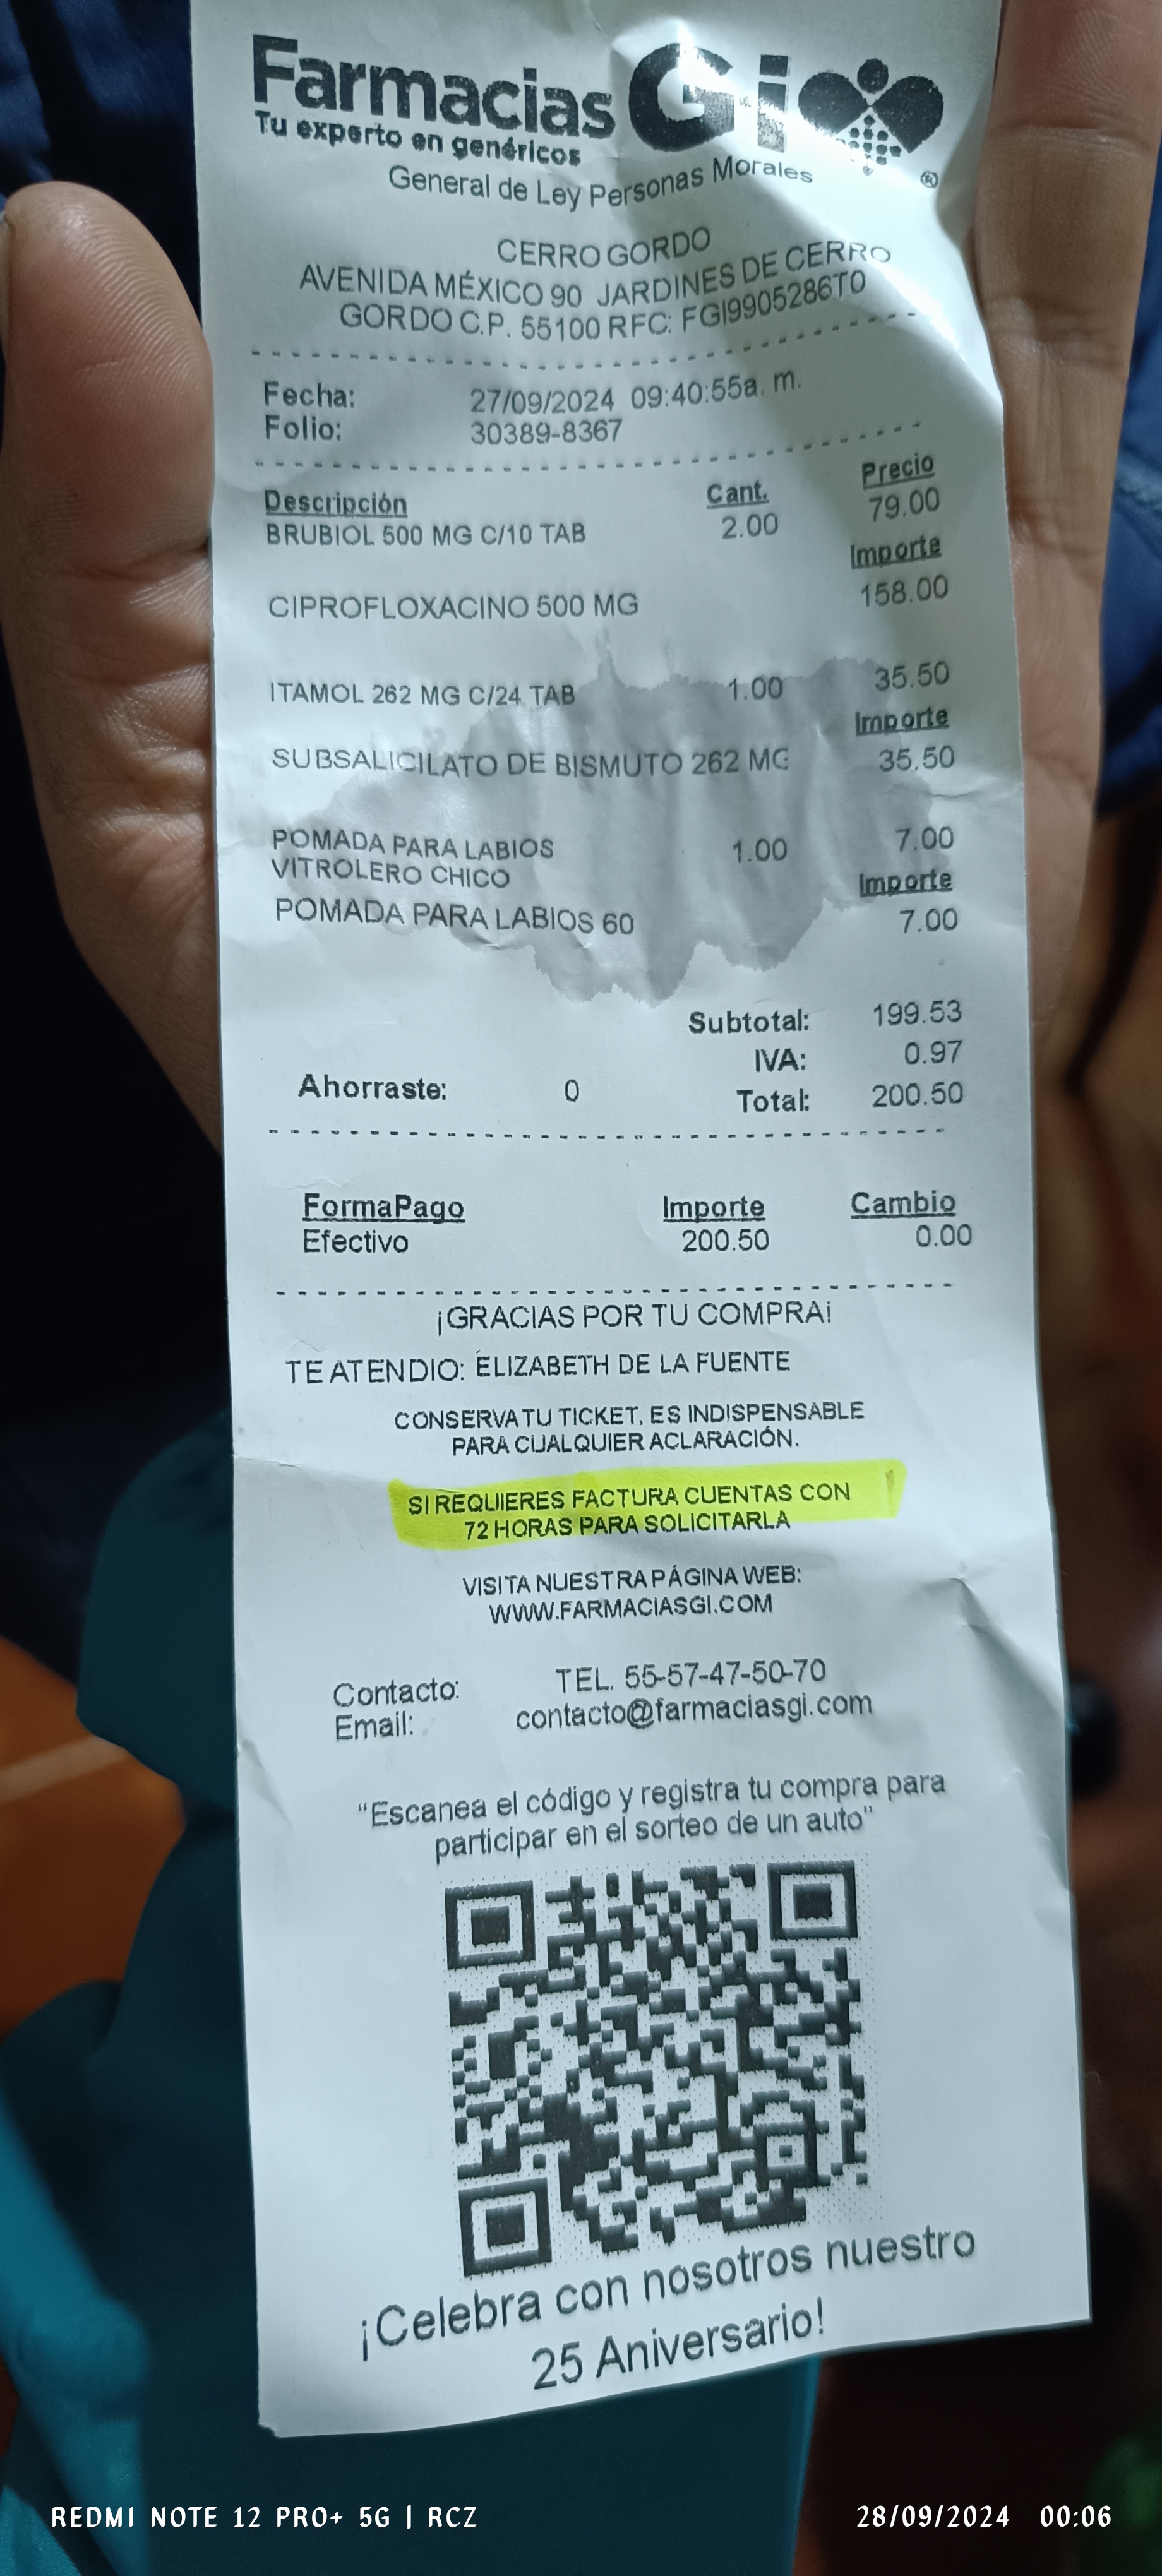 Farmacias Gi
Tu experto en genéricos
®
General de Ley Personas Morales
CERRO GORDO
AVENIDA MÉXICO 90 JARDINES DE CERRO
GORDO C.P. 55100 RFC: FGI9905286T0
Fecha: 27/09/2024 09:40:55a. m.
Folio: 30389-8367
Descripción Cant. Precio
BRUBIOL 500 MG C/10 TAB 2.00 79.00
Importe
CIPROFLOXACINO 500 MG 158.00
ITAMOL 262 MG C/24 TAB 1.00 35.50
Importe
SUBSALICILATO DE BISMUTO 262 MG 35.50
POMADA PARA LABIOS 1.00 7.00
VITROLERO CHICO Importe
POMADA PARA LABIOS 60 7.00
Subtotal: 199.53
IVA: 0.97
Ahorraste: 0 Total: 200.50
FormaPago Importe Cambio
Efectivo 200.50 0.00
¡GRACIAS POR TU COMPRA¡
TE ATENDIO: ELIZABETH DE LA FUENTE
CONSERVA TU TICKET, ES INDISPENSABLE
PARA CUALQUIER ACLARACIÓN.
SI REQUIERES FACTURA CUENTAS CON
72 HORAS PARA SOLICITARLA
VISITA NUESTRA PÁGINA WEB:
WWW.FARMACIASGI.COM
Contacto: TEL. 55-57-47-50-70
Email: contacto@farmaciasgi.com
“Escanea el código y registra tu compra para
participar en el sorteo de un auto”
¡Celebra con nosotros nuestro
25 Aniversario!
REDMI NOTE 12 PRO+ 5G | RCZ
28/09/2024 00:06